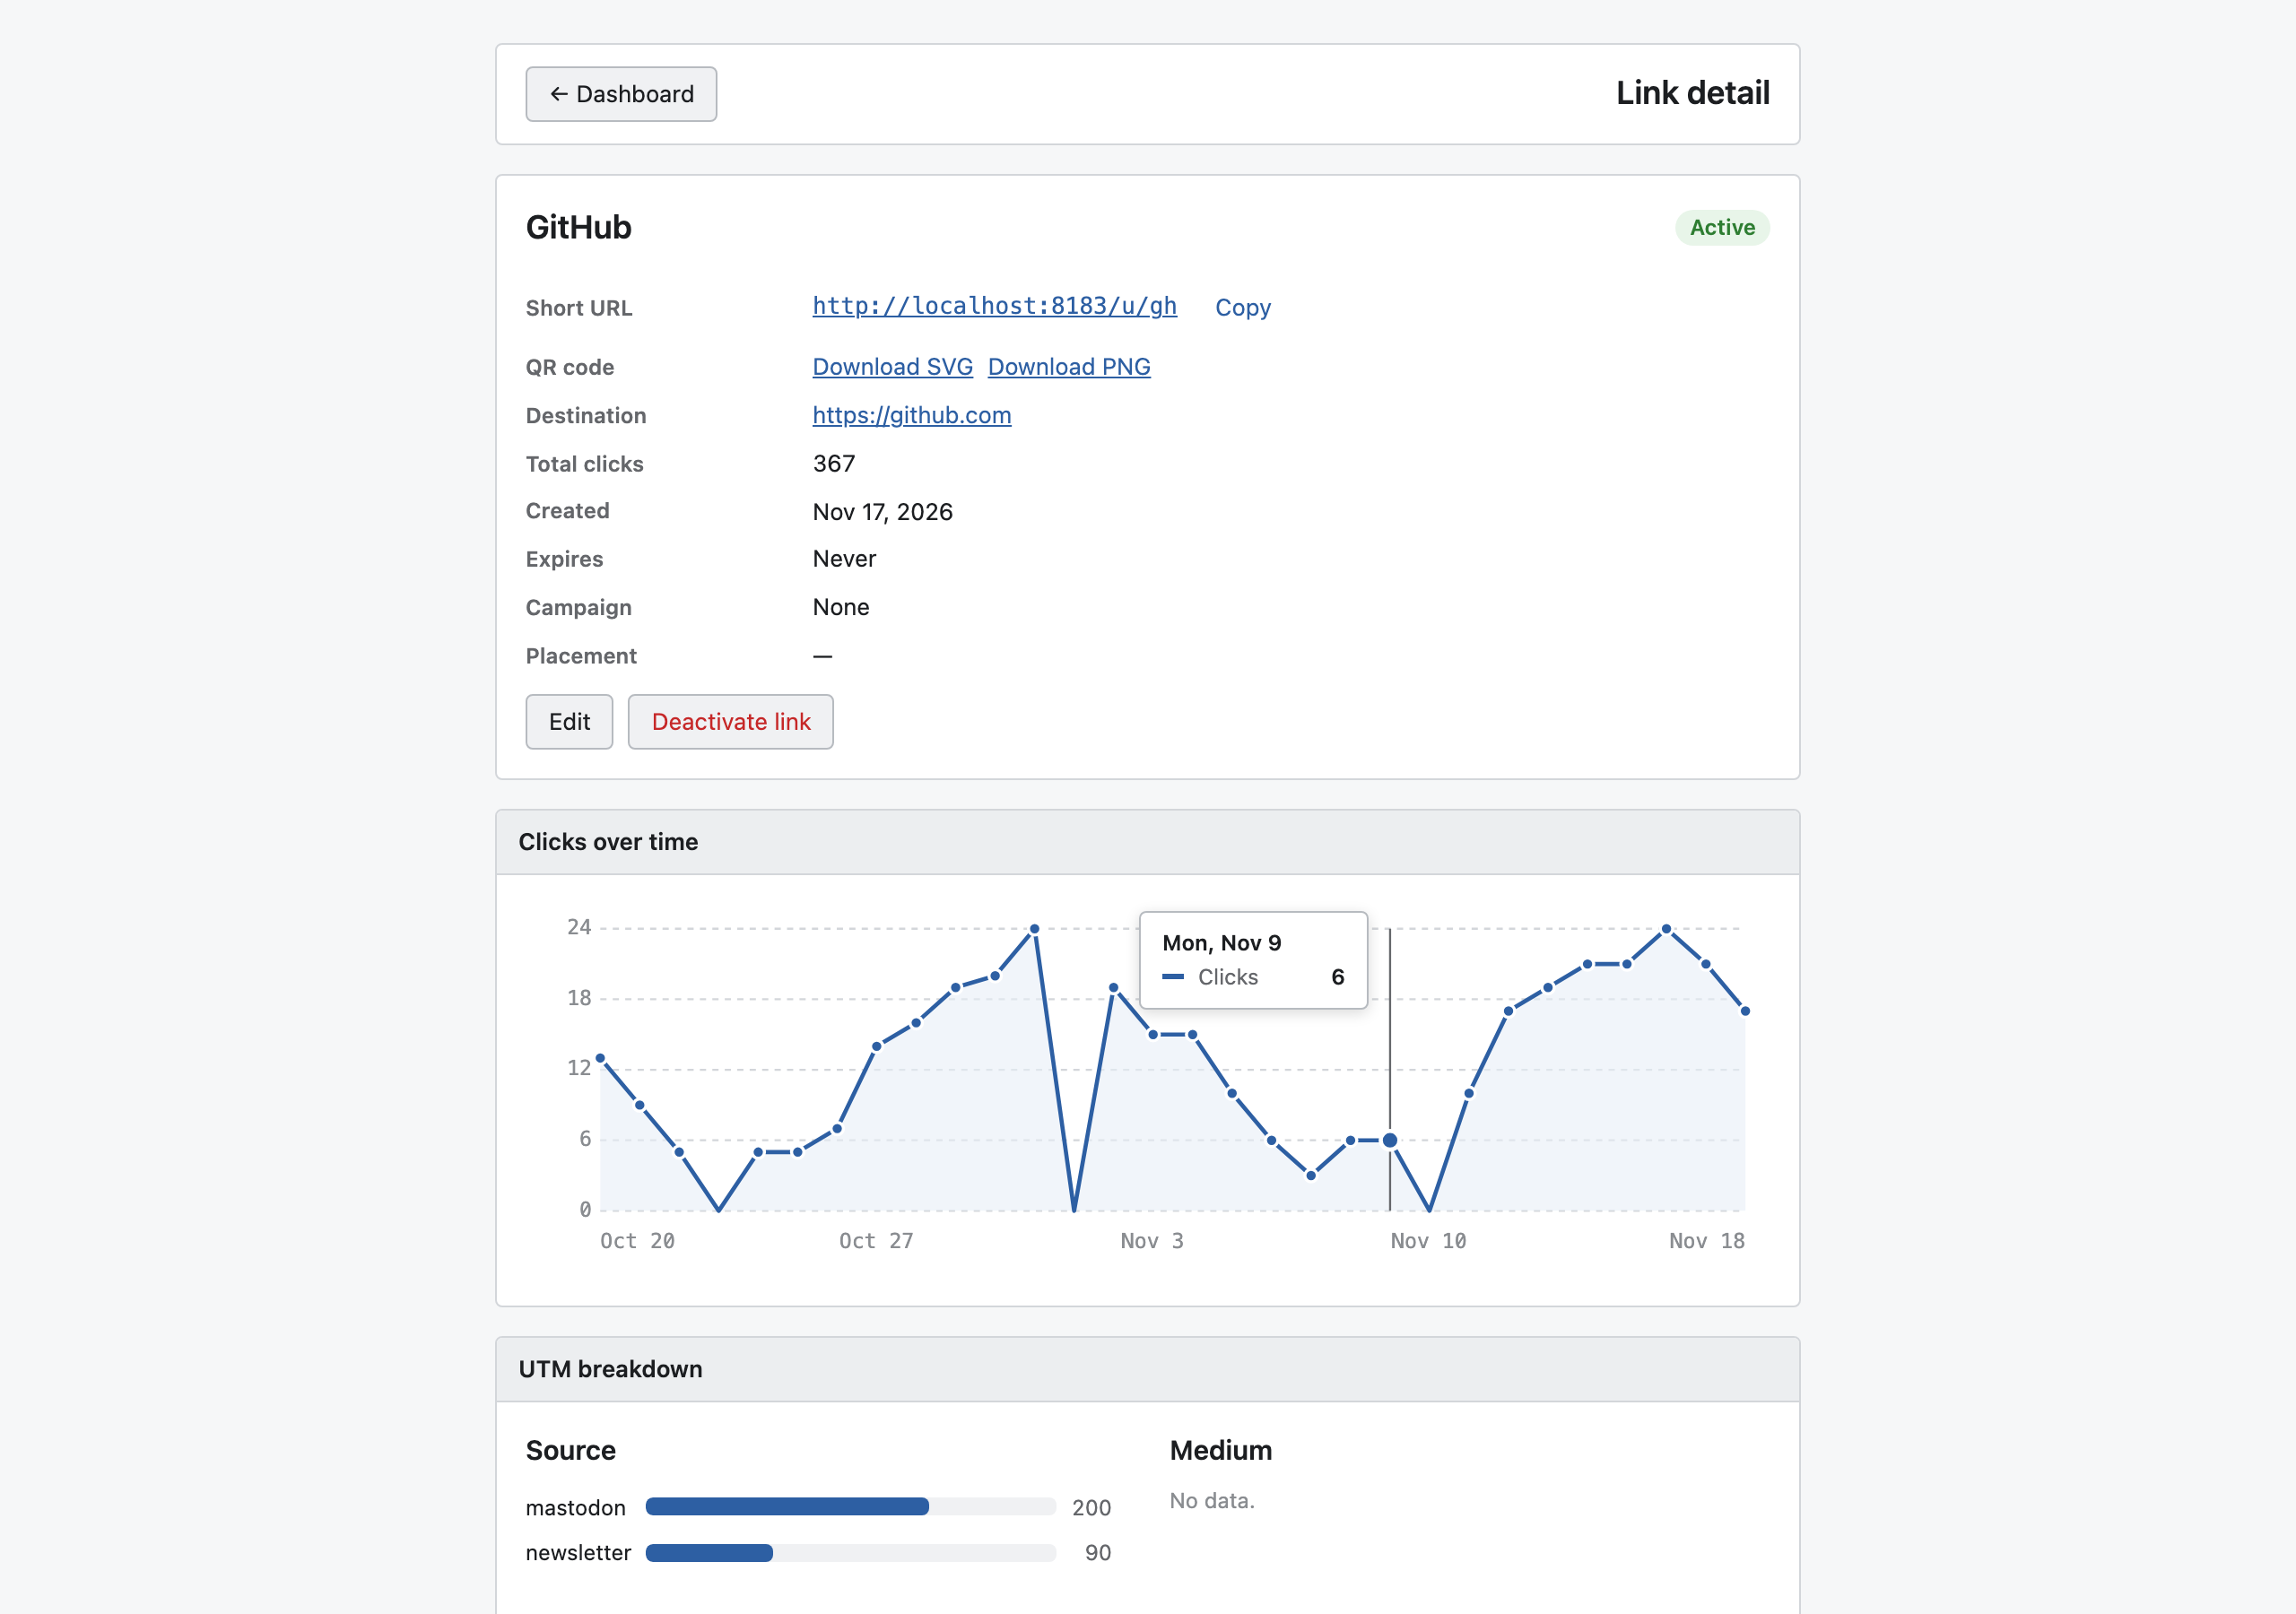 ← Dashboard
Link detail
GitHub
Active
Short URL http://localhost:8183/u/gh Copy
QR code Download SVG Download PNG
Destination https://github.com
Total clicks 367
Created Nov 17, 2026
Expires Never
Campaign None
Placement —
Edit Deactivate link
Clicks over time
24
18
12
6
0
Mon, Nov 9
Clicks 6
Oct 20 Oct 27 Nov 3 Nov 10 Nov 18
UTM breakdown
Source
mastodon 200
newsletter 90
Medium
No data.